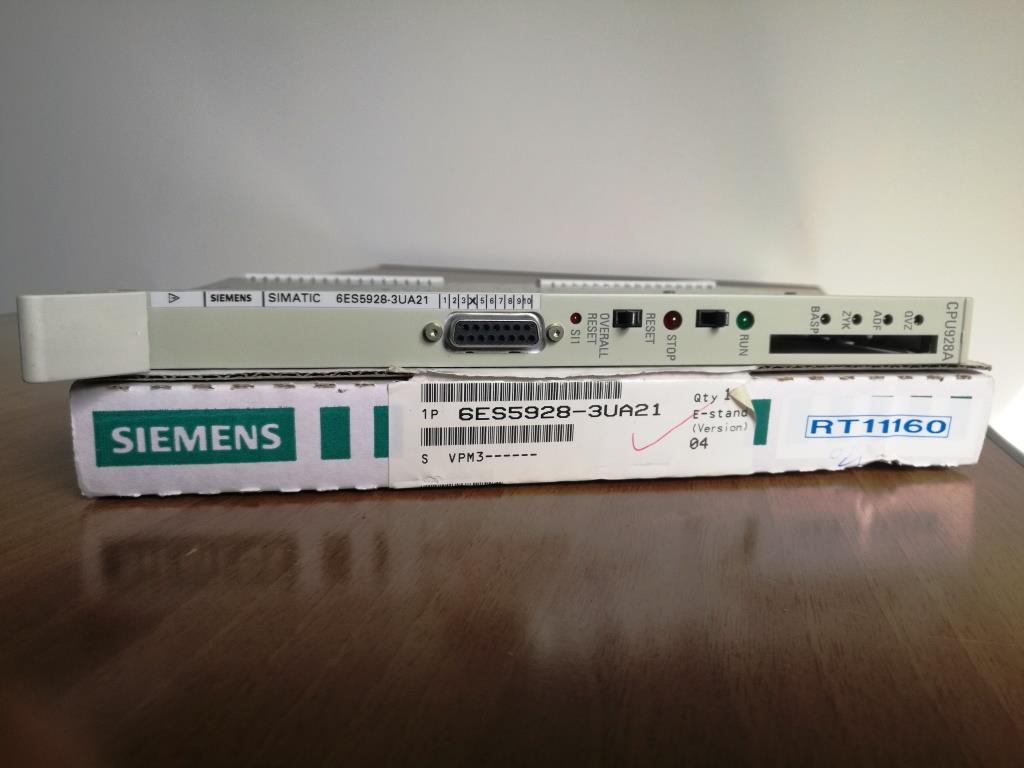 SIEMENS SIMATIC 6ES5928-3UA21 1 2 3 X 5 6 7 8 9 10
SI1
OVERALL
RESET
RESET
STOP
RUN
BASP
ZYK
ADF
QVZ
CPU928A
SIEMENS
1P 6ES5928-3UA21
S VPM3------
Qty 1
E-stand
(Version)
04
RT11160